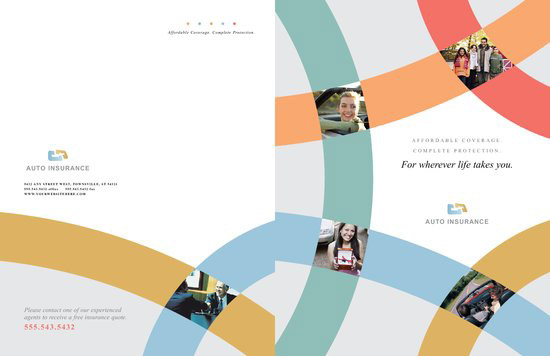 Affordable Coverage. Complete Protection.
AUTO INSURANCE
5432 ANY STREET WEST, TOWNSVILLE, ST 54321
555.543.5432 office 555.543.5432 fax
WWW.YOURWEBSITEHERE.COM
Please contact one of our experienced
agents to receive a free insurance quote.
555.543.5432
AFFORDABLE COVERAGE.
COMPLETE PROTECTION.
For wherever life takes you.
AUTO INSURANCE